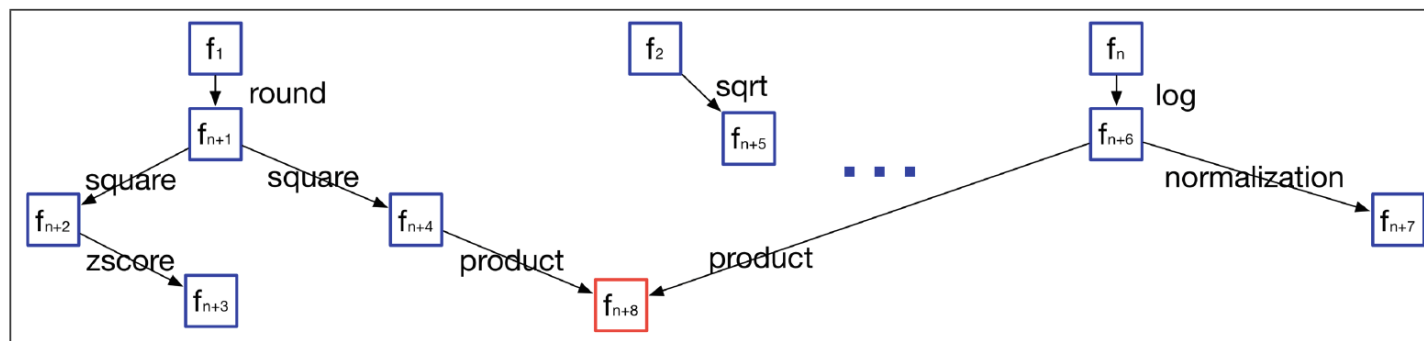 f1
f2
fn
round
sqrt
log
fn+1
fn+5
fn+6
square
square
normalization
fn+2
fn+4
fn+7
zscore
product
product
fn+3
fn+8